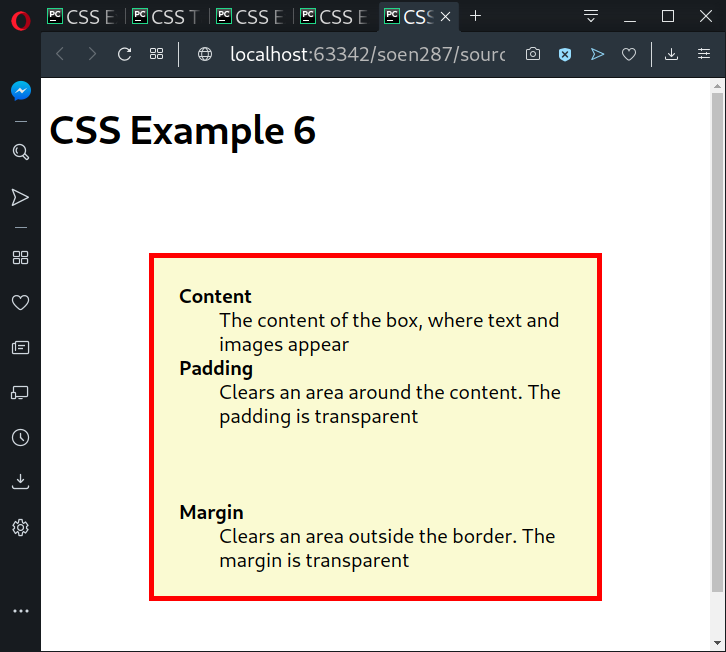 PC CSS E
PC CSS T
PC CSS E
PC CSS E
PC CSS
localhost:63342/soen287/sourc
CSS Example 6
Content
The content of the box, where text and
images appear
Padding
Clears an area around the content. The
padding is transparent
Margin
Clears an area outside the border. The
margin is transparent